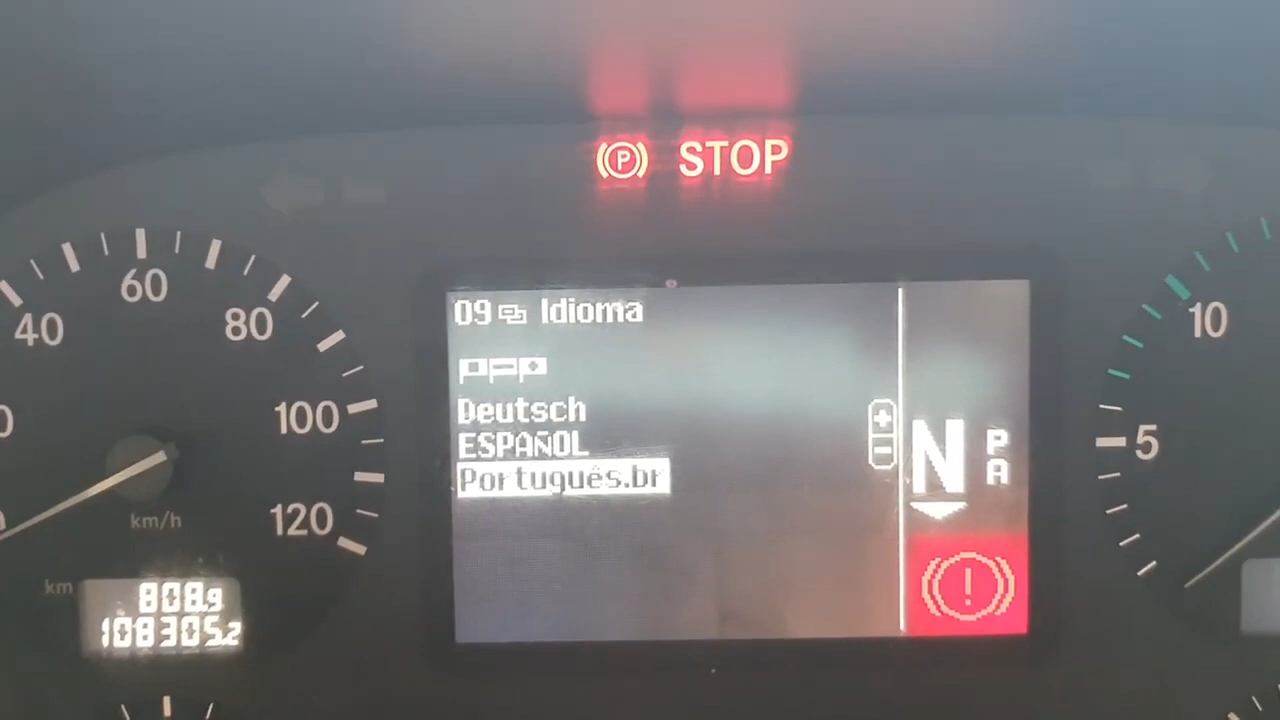 P STOP
09 Idioma
Deutsch
ESPAÑOL
Português.br
+
-
N
P
A
!
40
60
80
100
120
km/h
km
808.9
108305.2
10
5